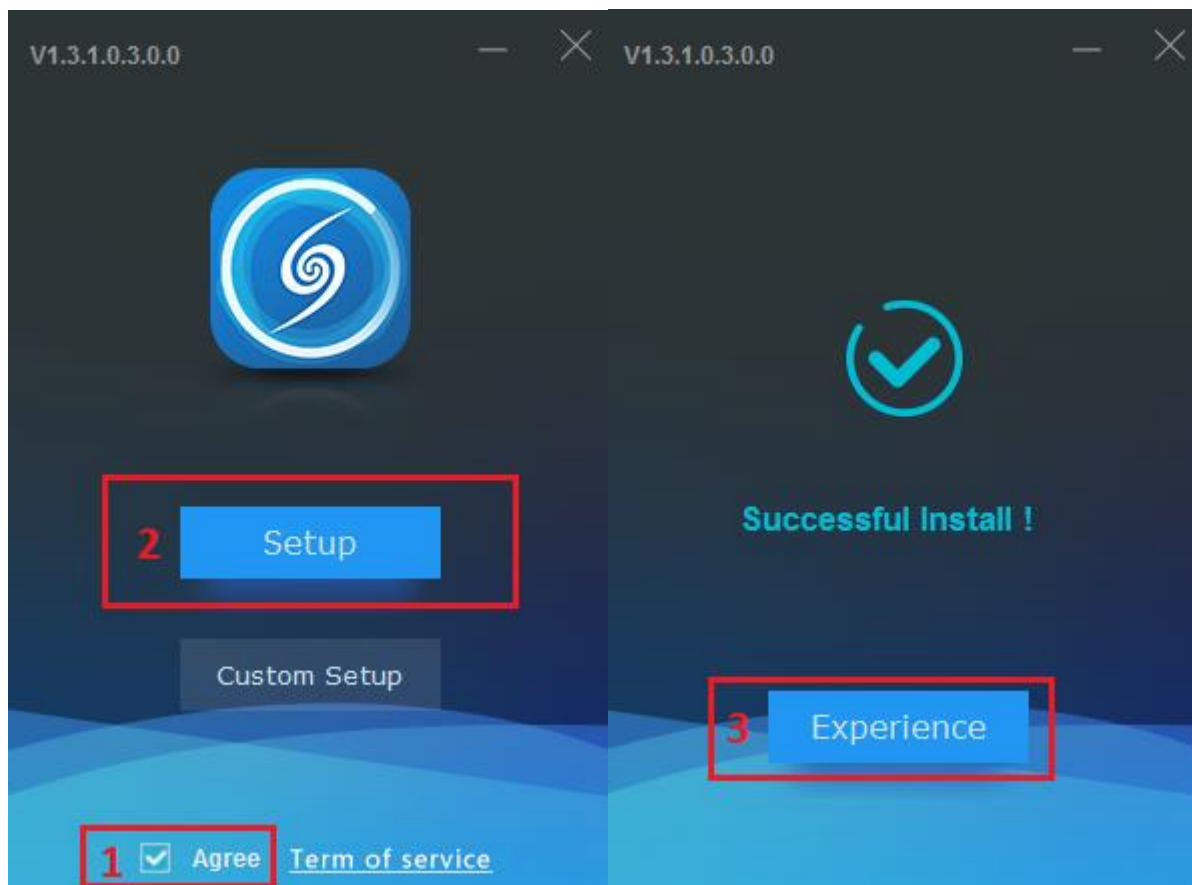 V1.3.1.0.3.0.0
2 Setup
Custom Setup
1 Agree Term of service
V1.3.1.0.3.0.0
Successful Install !
3 Experience